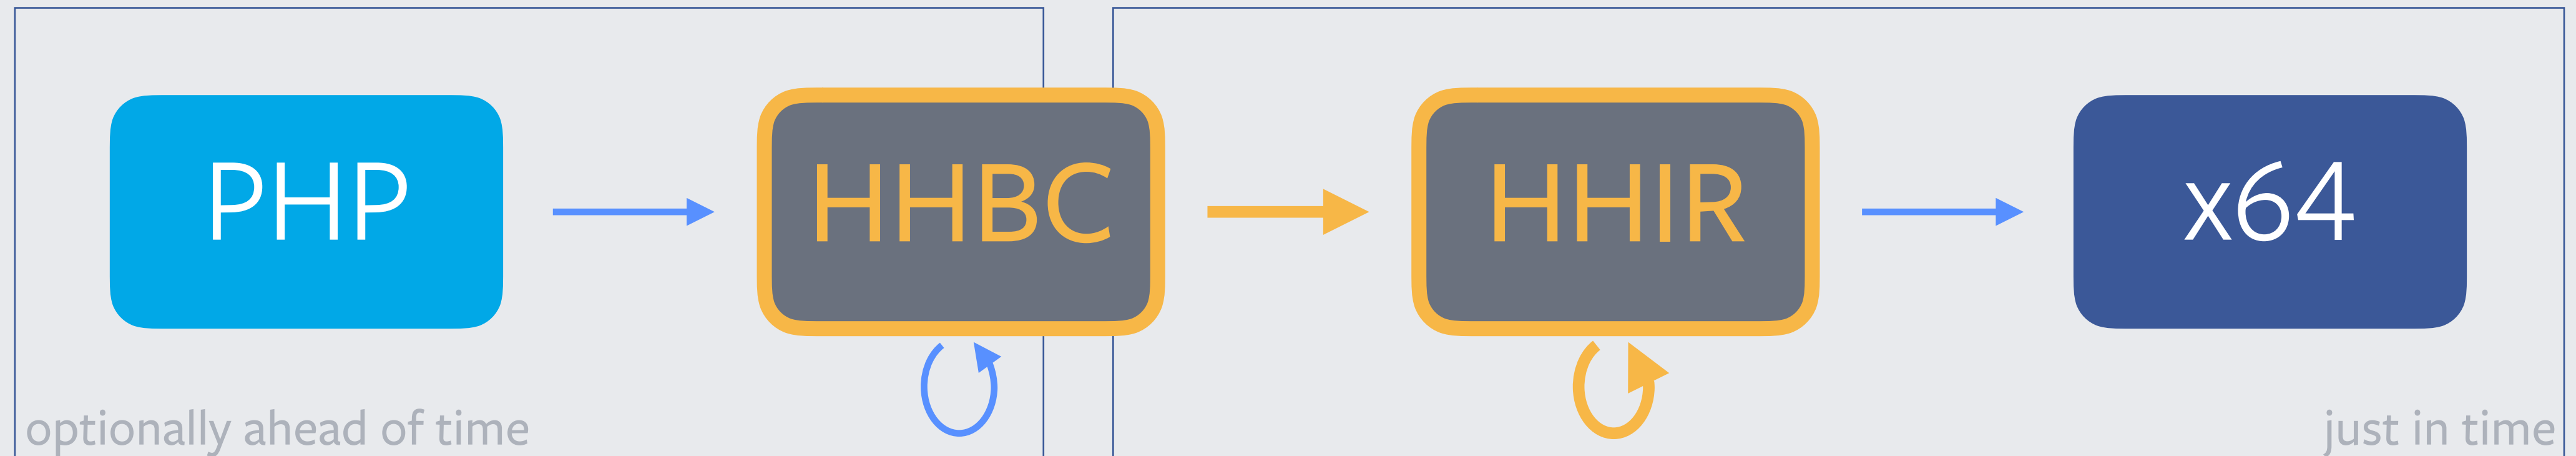 PHP
HHBC
HHIR
x64
optionally ahead of time
just in time